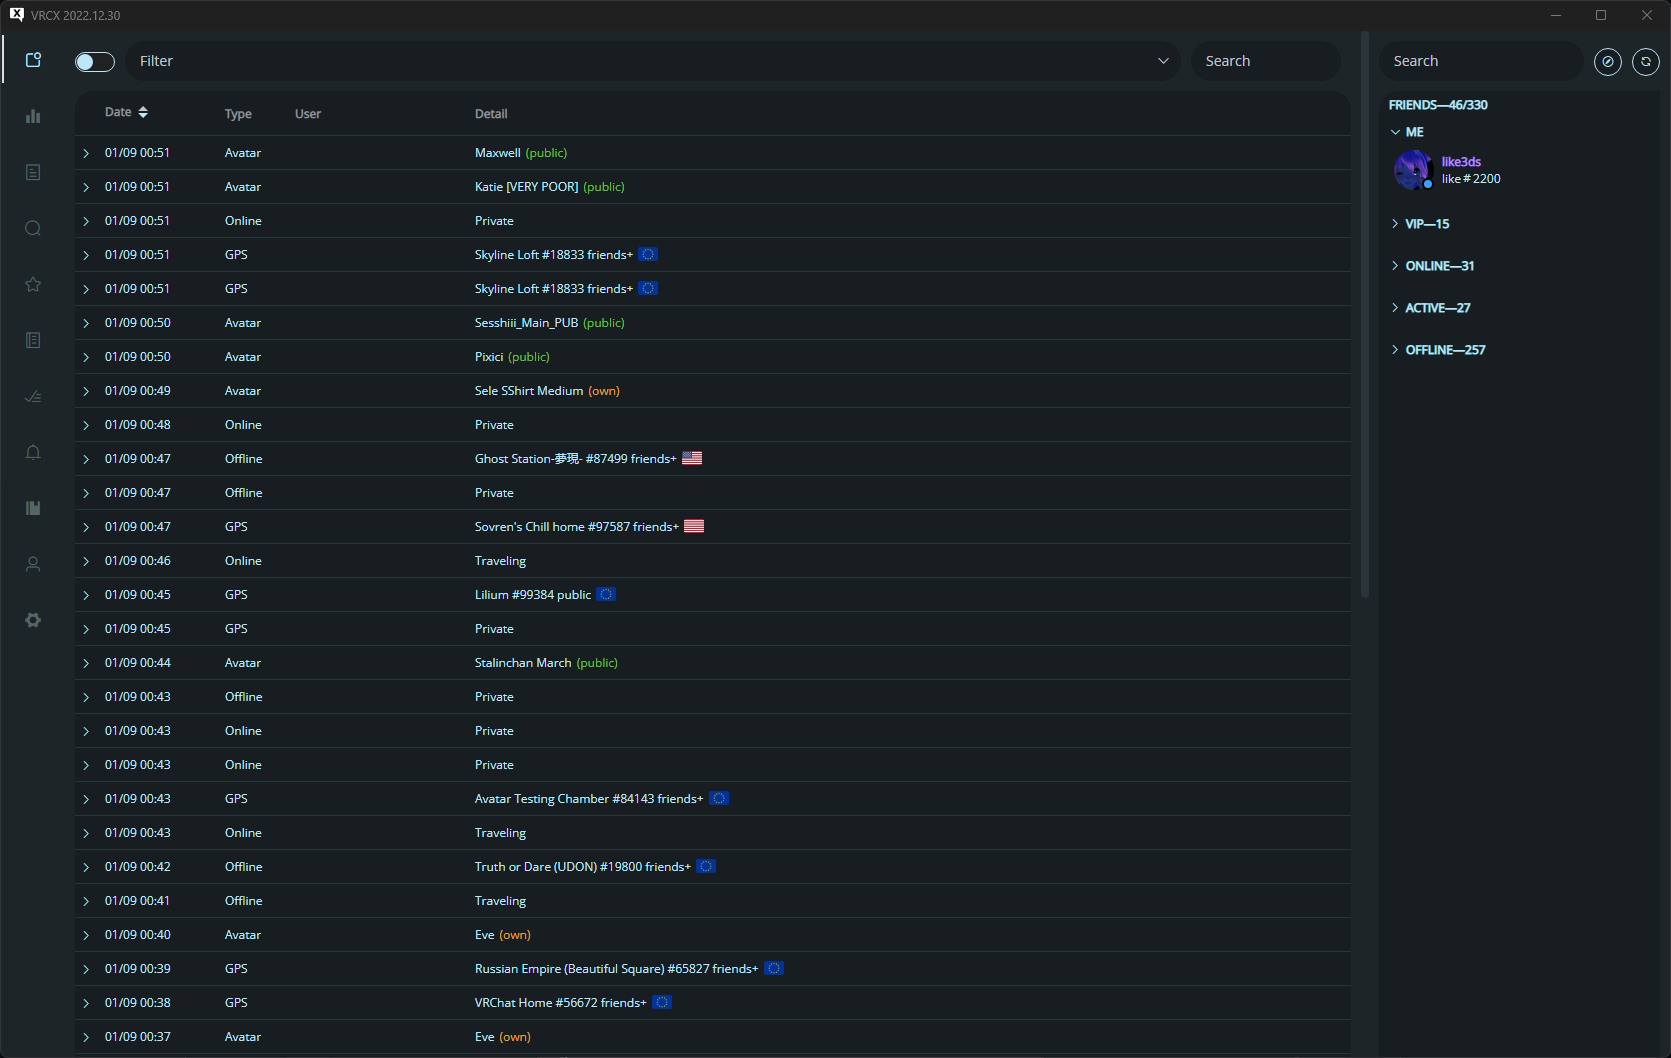 VRCX 2022.12.30
Filter
Search
Date Type User Detail
01/09 00:51 Avatar Maxwell (public)
01/09 00:51 Avatar Katie [VERY POOR] (public)
01/09 00:51 Online Private
01/09 00:51 GPS Skyline Loft #18833 friends+
01/09 00:51 GPS Skyline Loft #18833 friends+
01/09 00:50 Avatar Sesshiii_Main_PUB (public)
01/09 00:50 Avatar Pixici (public)
01/09 00:49 Avatar Sele SShirt Medium (own)
01/09 00:48 Online Private
01/09 00:47 Offline Ghost Station-夢現- #87499 friends+
01/09 00:47 Offline Private
01/09 00:47 GPS Sovren's Chill home #97587 friends+
01/09 00:46 Online Traveling
01/09 00:45 GPS Lilium #99384 public
01/09 00:45 GPS Private
01/09 00:44 Avatar Stalinchan March (public)
01/09 00:43 Offline Private
01/09 00:43 Online Private
01/09 00:43 Online Private
01/09 00:43 GPS Avatar Testing Chamber #84143 friends+
01/09 00:43 Online Traveling
01/09 00:42 Offline Truth or Dare (UDON) #19800 friends+
01/09 00:41 Offline Traveling
01/09 00:40 Avatar Eve (own)
01/09 00:39 GPS Russian Empire (Beautiful Square) #65827 friends+
01/09 00:38 GPS VRChat Home #56672 friends+
01/09 00:37 Avatar Eve (own)
Search
FRIENDS—46/330
ME
like3ds
like # 2200
VIP—15
ONLINE—31
ACTIVE—27
OFFLINE—257